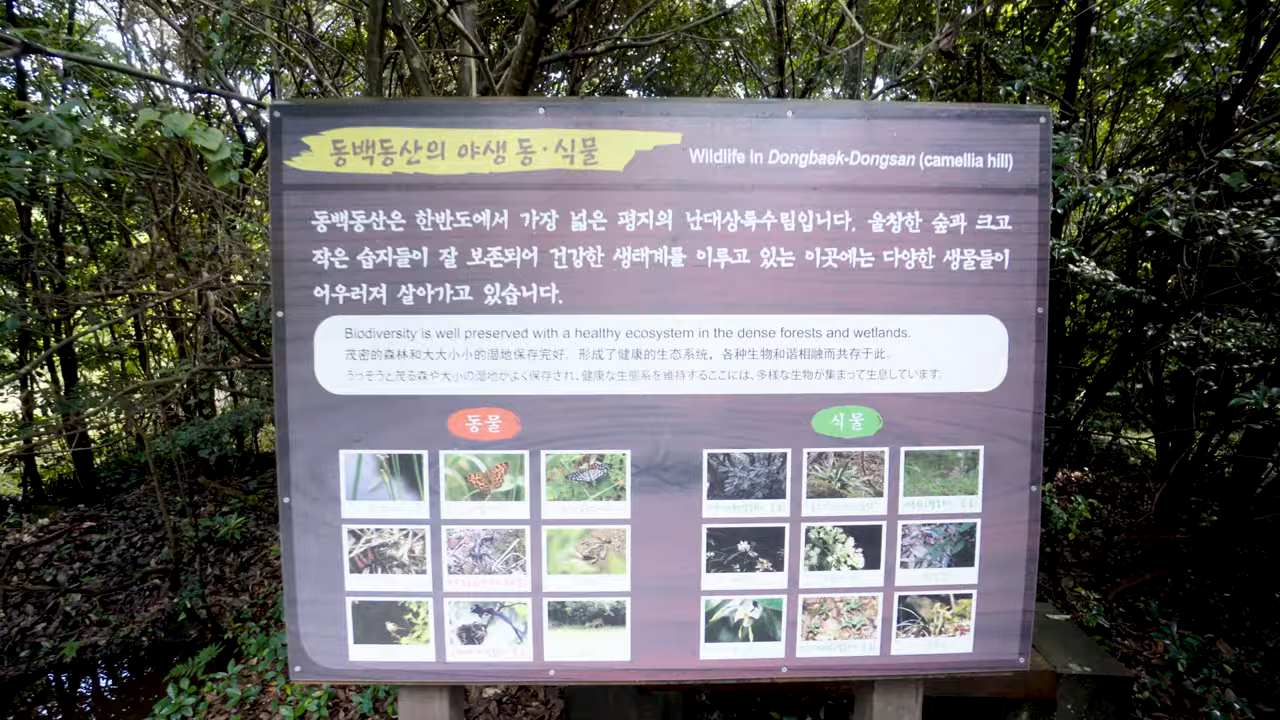 동백동산의 야생 동·식물
Wildlife in Dongbaek-Dongsan (camellia hill)
동백동산은 한반도에서 가장 넓은 평지의 난대상록수림입니다. 울창한 숲과 크고
작은 습지들이 잘 보존되어 건강한 생태계를 이루고 있는 이곳에는 다양한 생물들이
어우러져 살아가고 있습니다.
Biodiversity is well preserved with a healthy ecosystem in the dense forests and wetlands.
茂密的森林和大大小小的湿地保存完好, 形成了健康的生态系统, 各种生物和谐相融而共存于此。
うっそうと茂る森や大小の湿地がよく保存され、健康な生態系を維持するここには、多様な生物が集まって生息しています。
동물
식물